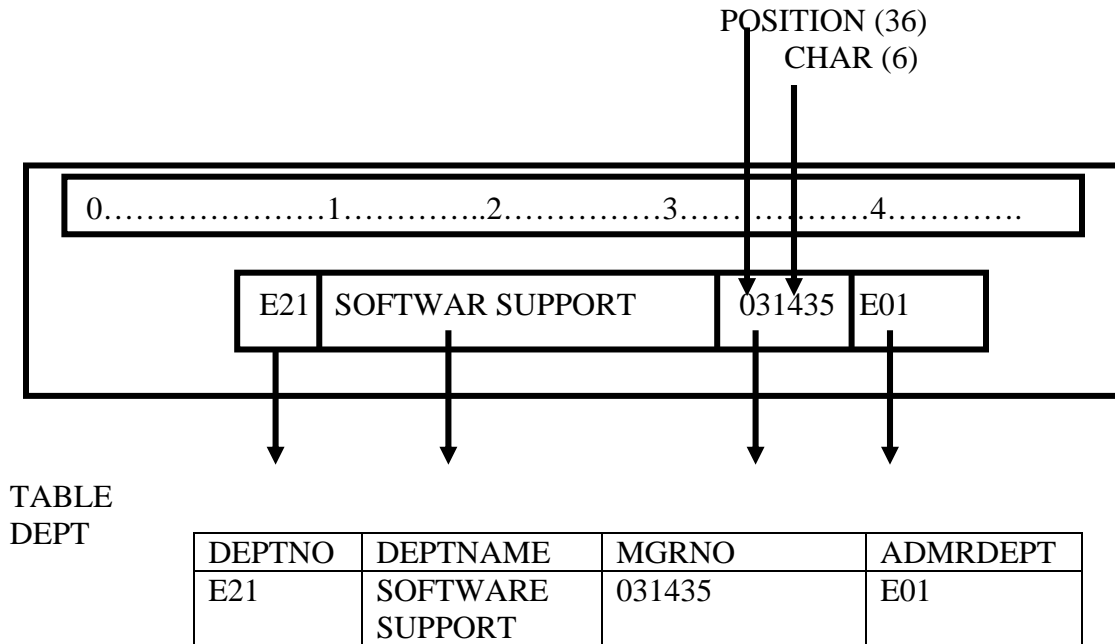 POSITION (36)
CHAR (6)
0.....................1..............2...............3...................4.............
E21 SOFTWAR SUPPORT 031435 E01
TABLE
DEPT
DEPTNO DEPTNAME MGRNO ADMRDEPT
E21 SOFTWARE 031435 E01
SUPPORT